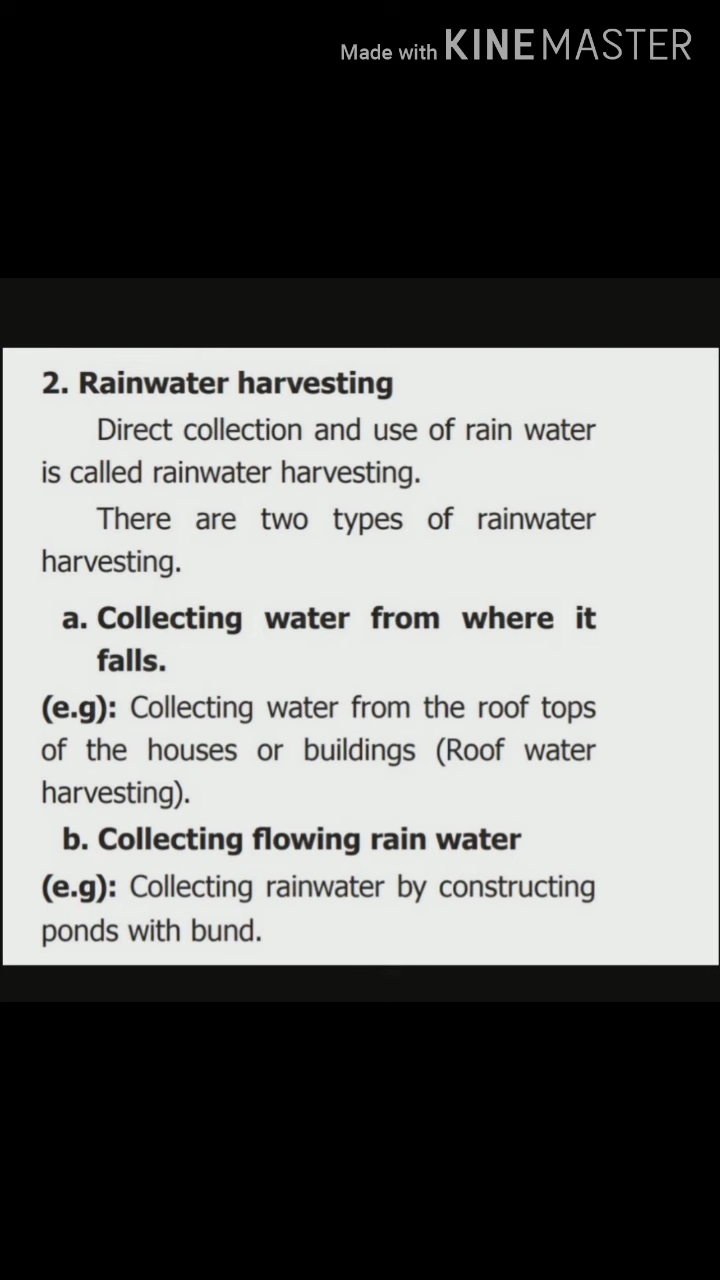 Made with KINEMASTER
2. Rainwater harvesting
Direct collection and use of rain water
is called rainwater harvesting.
There are two types of rainwater
harvesting.
a. Collecting water from where it
falls.
(e.g): Collecting water from the roof tops
of the houses or buildings (Roof water
harvesting).
b. Collecting flowing rain water
(e.g): Collecting rainwater by constructing
ponds with bund.